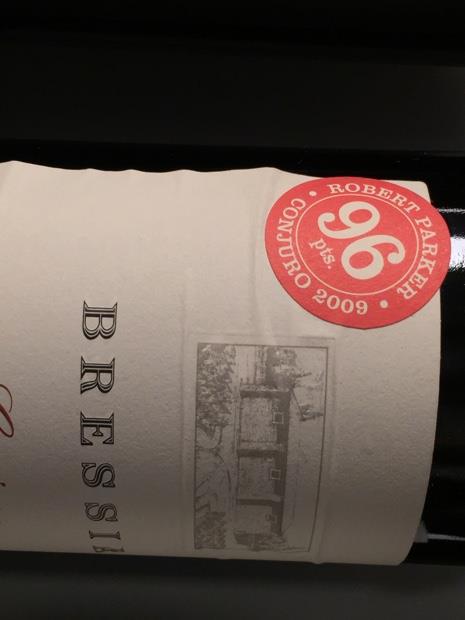 ROBERT PARKER
96
pts.
CONJURO 2009
BRESSI